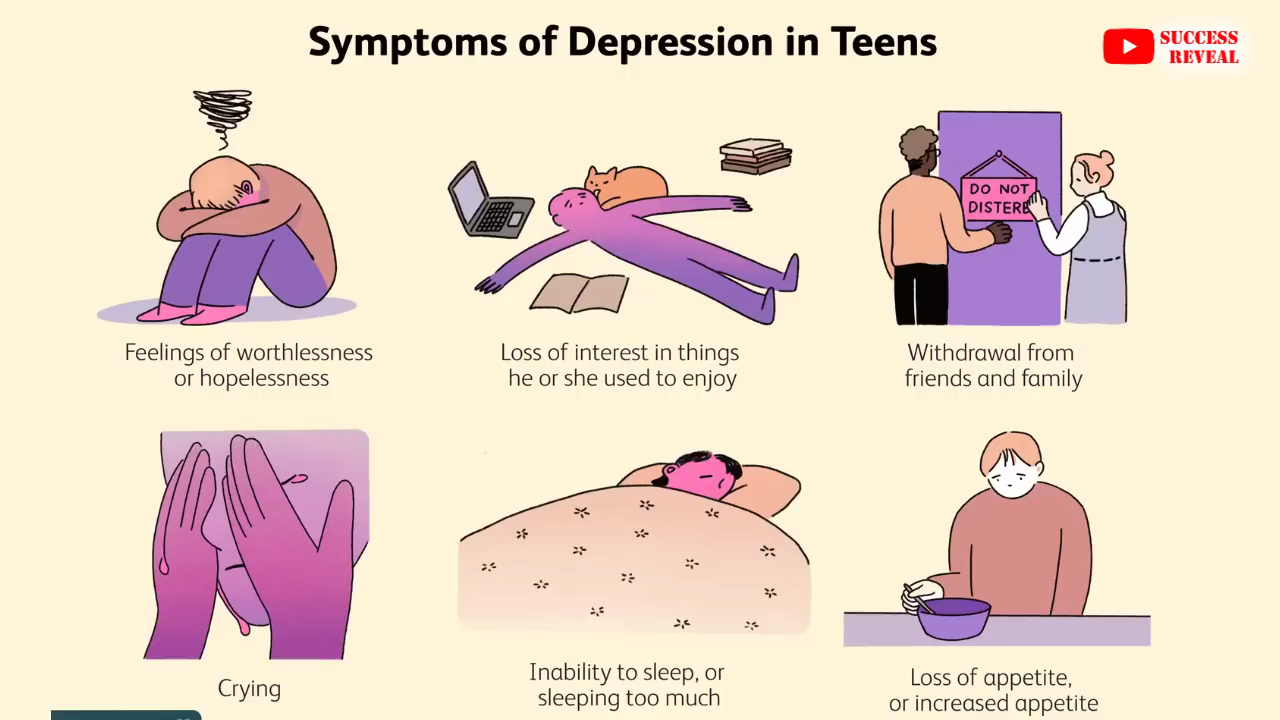 Symptoms of Depression in Teens
SUCCESS
REVEAL
DO NOT
DISTERB
Feelings of worthlessness
or hopelessness
Loss of interest in things
he or she used to enjoy
Withdrawal from
friends and family
Crying
Inability to sleep, or
sleeping too much
Loss of appetite,
or increased appetite